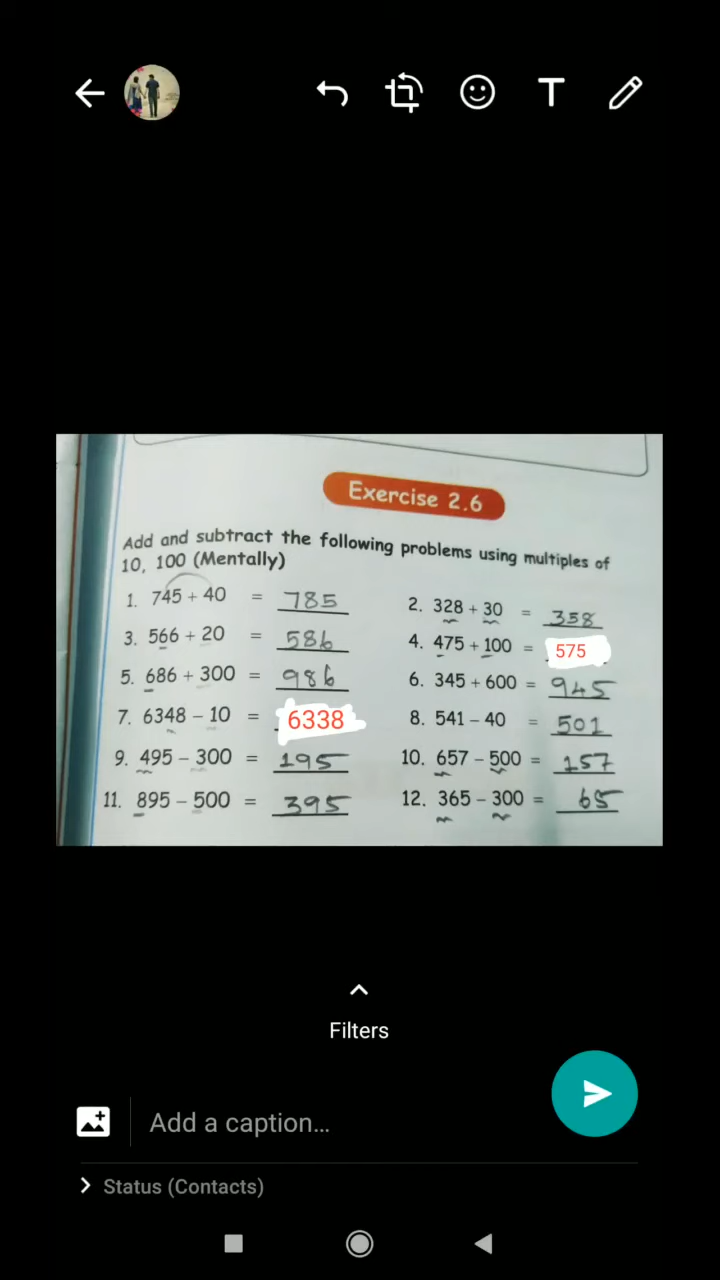 T
Exercise 2.6
Add and subtract the following problems using multiples of
10, 100 (Mentally)
1. 745 + 40 = 785
2. 328 + 30 = 358
3. 566 + 20 = 586
4. 475 + 100 = 575
5. 686 + 300 = 986
6. 345 + 600 = 945
7. 6348 – 10 = 6338
8. 541 – 40 = 501
9. 495 – 300 = 195
10. 657 – 500 = 157
11. 895 – 500 = 395
12. 365 – 300 = 65
Filters
Add a caption...
Status (Contacts)